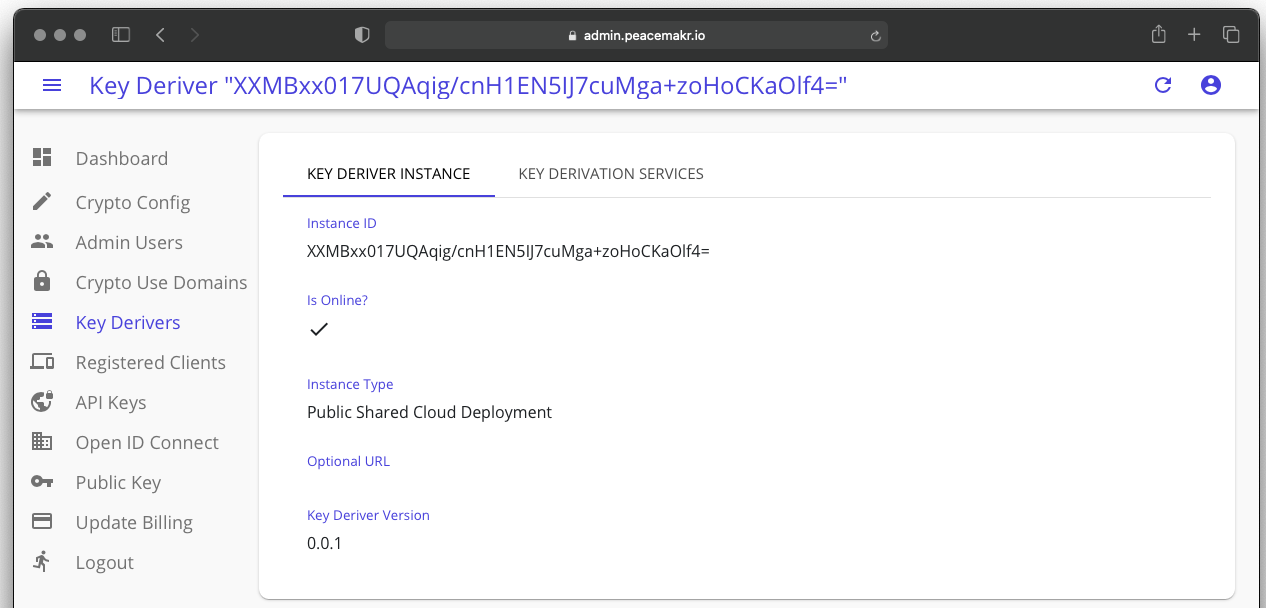 admin.peacemakr.io
Key Deriver "XXMBxx017UQAqig/cnH1EN5IJ7cuMga+zoHoCKaOlf4="
Dashboard
Crypto Config
Admin Users
Crypto Use Domains
Key Derivers
Registered Clients
API Keys
Open ID Connect
Public Key
Update Billing
Logout
KEY DERIVER INSTANCE
KEY DERIVATION SERVICES
Instance ID
XXMBxx017UQAqig/cnH1EN5IJ7cuMga+zoHoCKaOlf4=
Is Online?
Instance Type
Public Shared Cloud Deployment
Optional URL
Key Deriver Version
0.0.1